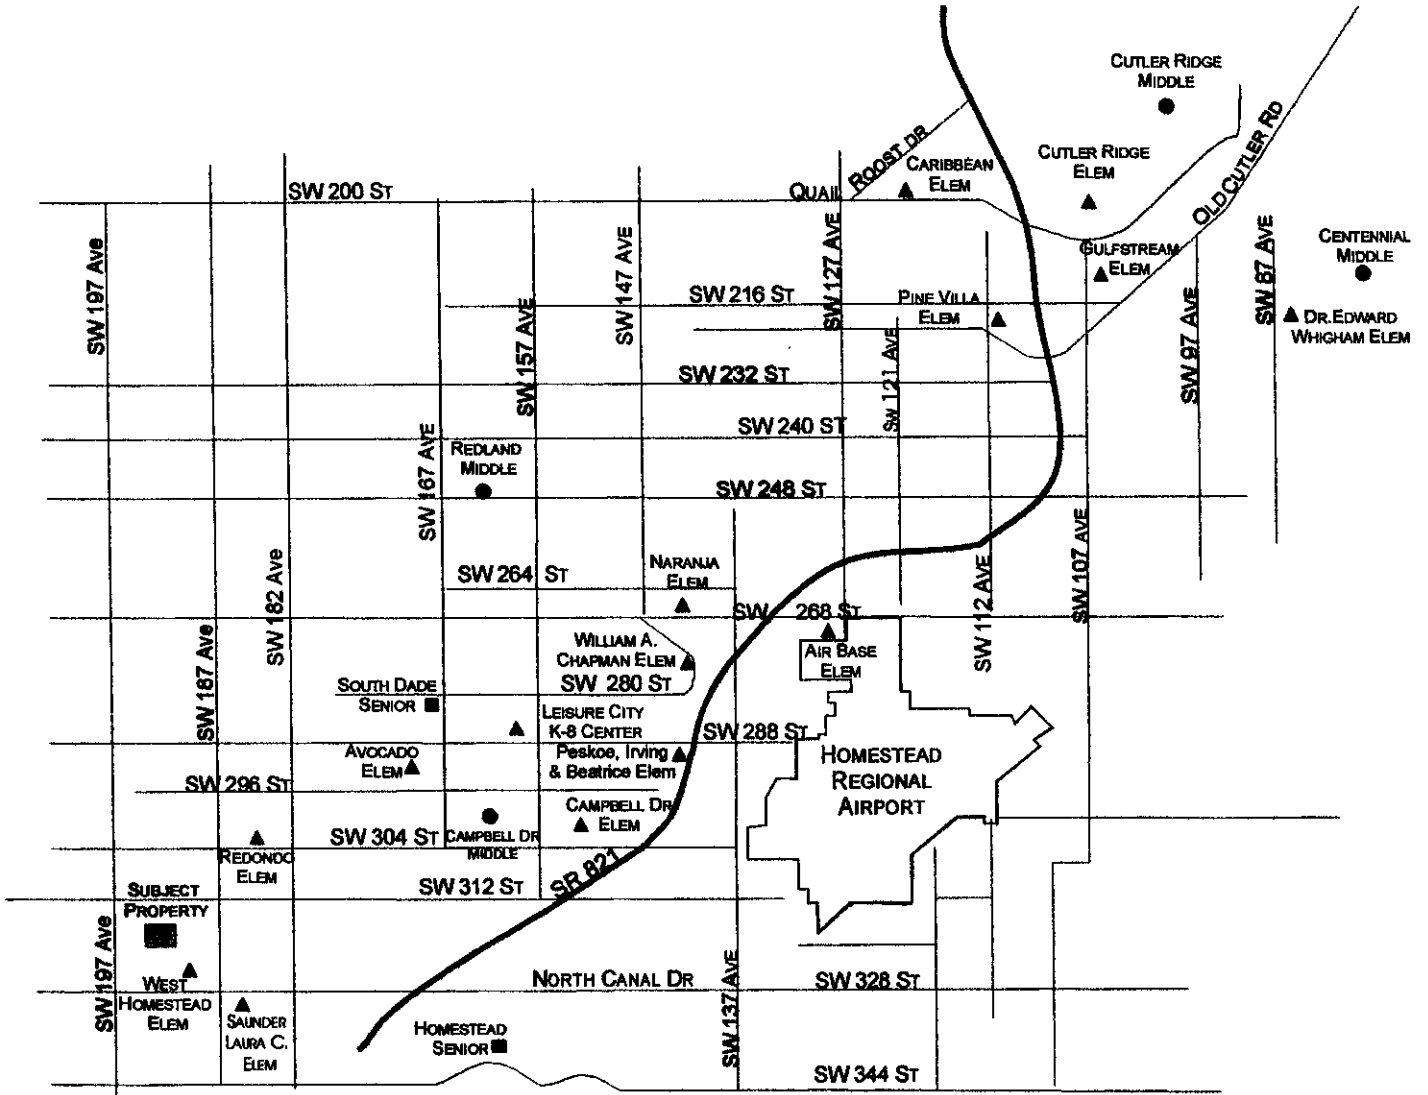 CUTLER RIDGE
MIDDLE
OLD CUTLER RD
ROOST DR
CARIBBEAN
ELEM
CUTLER RIDGE
ELEM
SW 200 ST
QUAIL
SW 197 Ave
SW 147 AVE
SW 127 AVE
GULFSTREAM
ELEM
SW 87 AVE
CENTENNIAL
MIDDLE
SW 216 ST
PINE VILLA
ELEM
DR. EDWARD
WHIGHAM ELEM
SW 157 AVE
SW 121 AVE
SW 97 AVE
SW 232 ST
SW 240 ST
SW 167 AVE
REDLAND
MIDDLE
SW 248 ST
SW 182 Ave
SW 264 ST
NARANJA
ELEM
SW 112 AVE
SW 107 AVE
SW 268 ST
SW 187 Ave
WILLIAM A.
CHAPMAN ELEM
AIR BASE
ELEM
SOUTH DADE
SENIOR
SW 280 ST
LEISURE CITY
K-8 CENTER
SW 288 ST
AVOCADO
ELEM
Peskoe, Irving
& Beatrice Elem
HOMESTEAD
REGIONAL
AIRPORT
SW 296 ST
CAMPBELL DR
ELEM
SW 304 ST
CAMPBELL DR
MIDDLE
REDONDO
ELEM
SR 821
SW 312 ST
SUBJECT
PROPERTY
SW 197 Ave
WEST
HOMESTEAD
ELEM
NORTH CANAL DR
SW 137 AVE
SW 328 ST
SAUNDER
LAURA C.
ELEM
HOMESTEAD
SENIOR
SW 344 ST